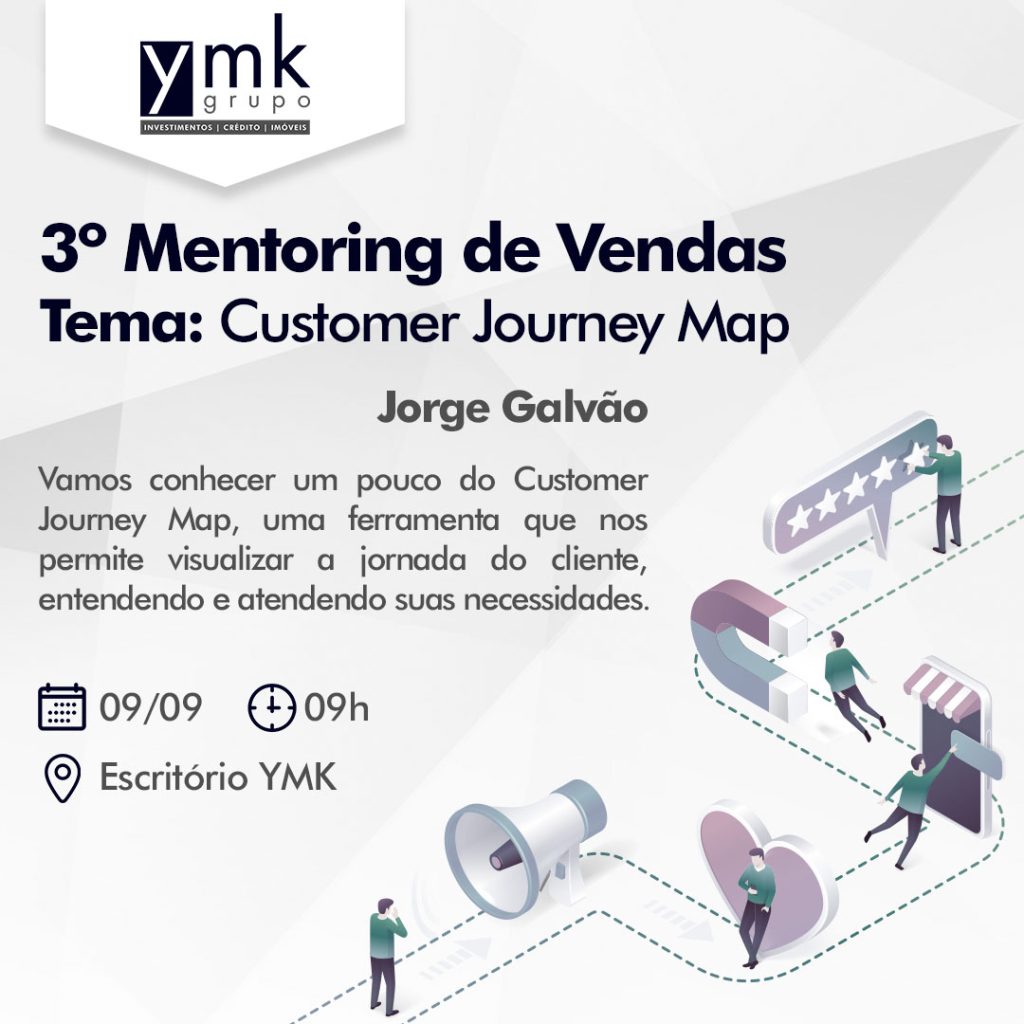 ymk
grupo
INVESTIMENTOS | CRÉDITO | IMÓVEIS
3º Mentoring de Vendas
Tema: Customer Journey Map
Jorge Galvão
Vamos conhecer um pouco do Customer
Journey Map, uma ferramenta que nos
permite visualizar a jornada do cliente,
entendendo e atendendo suas necessidades.
09/09 09h
Escritório YMK